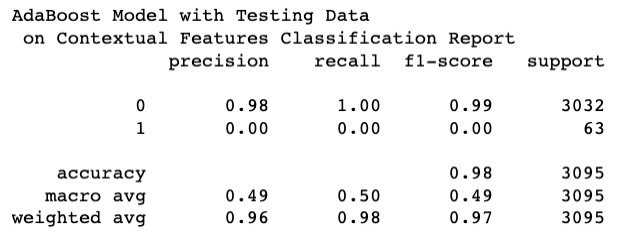 AdaBoost Model with Testing Data
on Contextual Features Classification Report
precision recall f1-score support
0 0.98 1.00 0.99 3032
1 0.00 0.00 0.00 63
accuracy 0.98 3095
macro avg 0.49 0.50 0.49 3095
weighted avg 0.96 0.98 0.97 3095